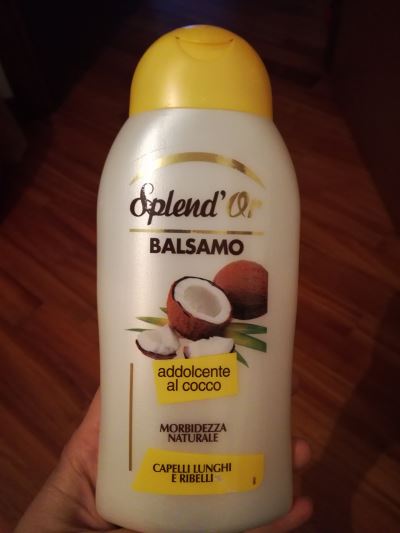 Splend'Or
BALSAMO
addolcente
al cocco
MORBIDEZZA
NATURALE
CAPELLI LUNGHI
E RIBELLI